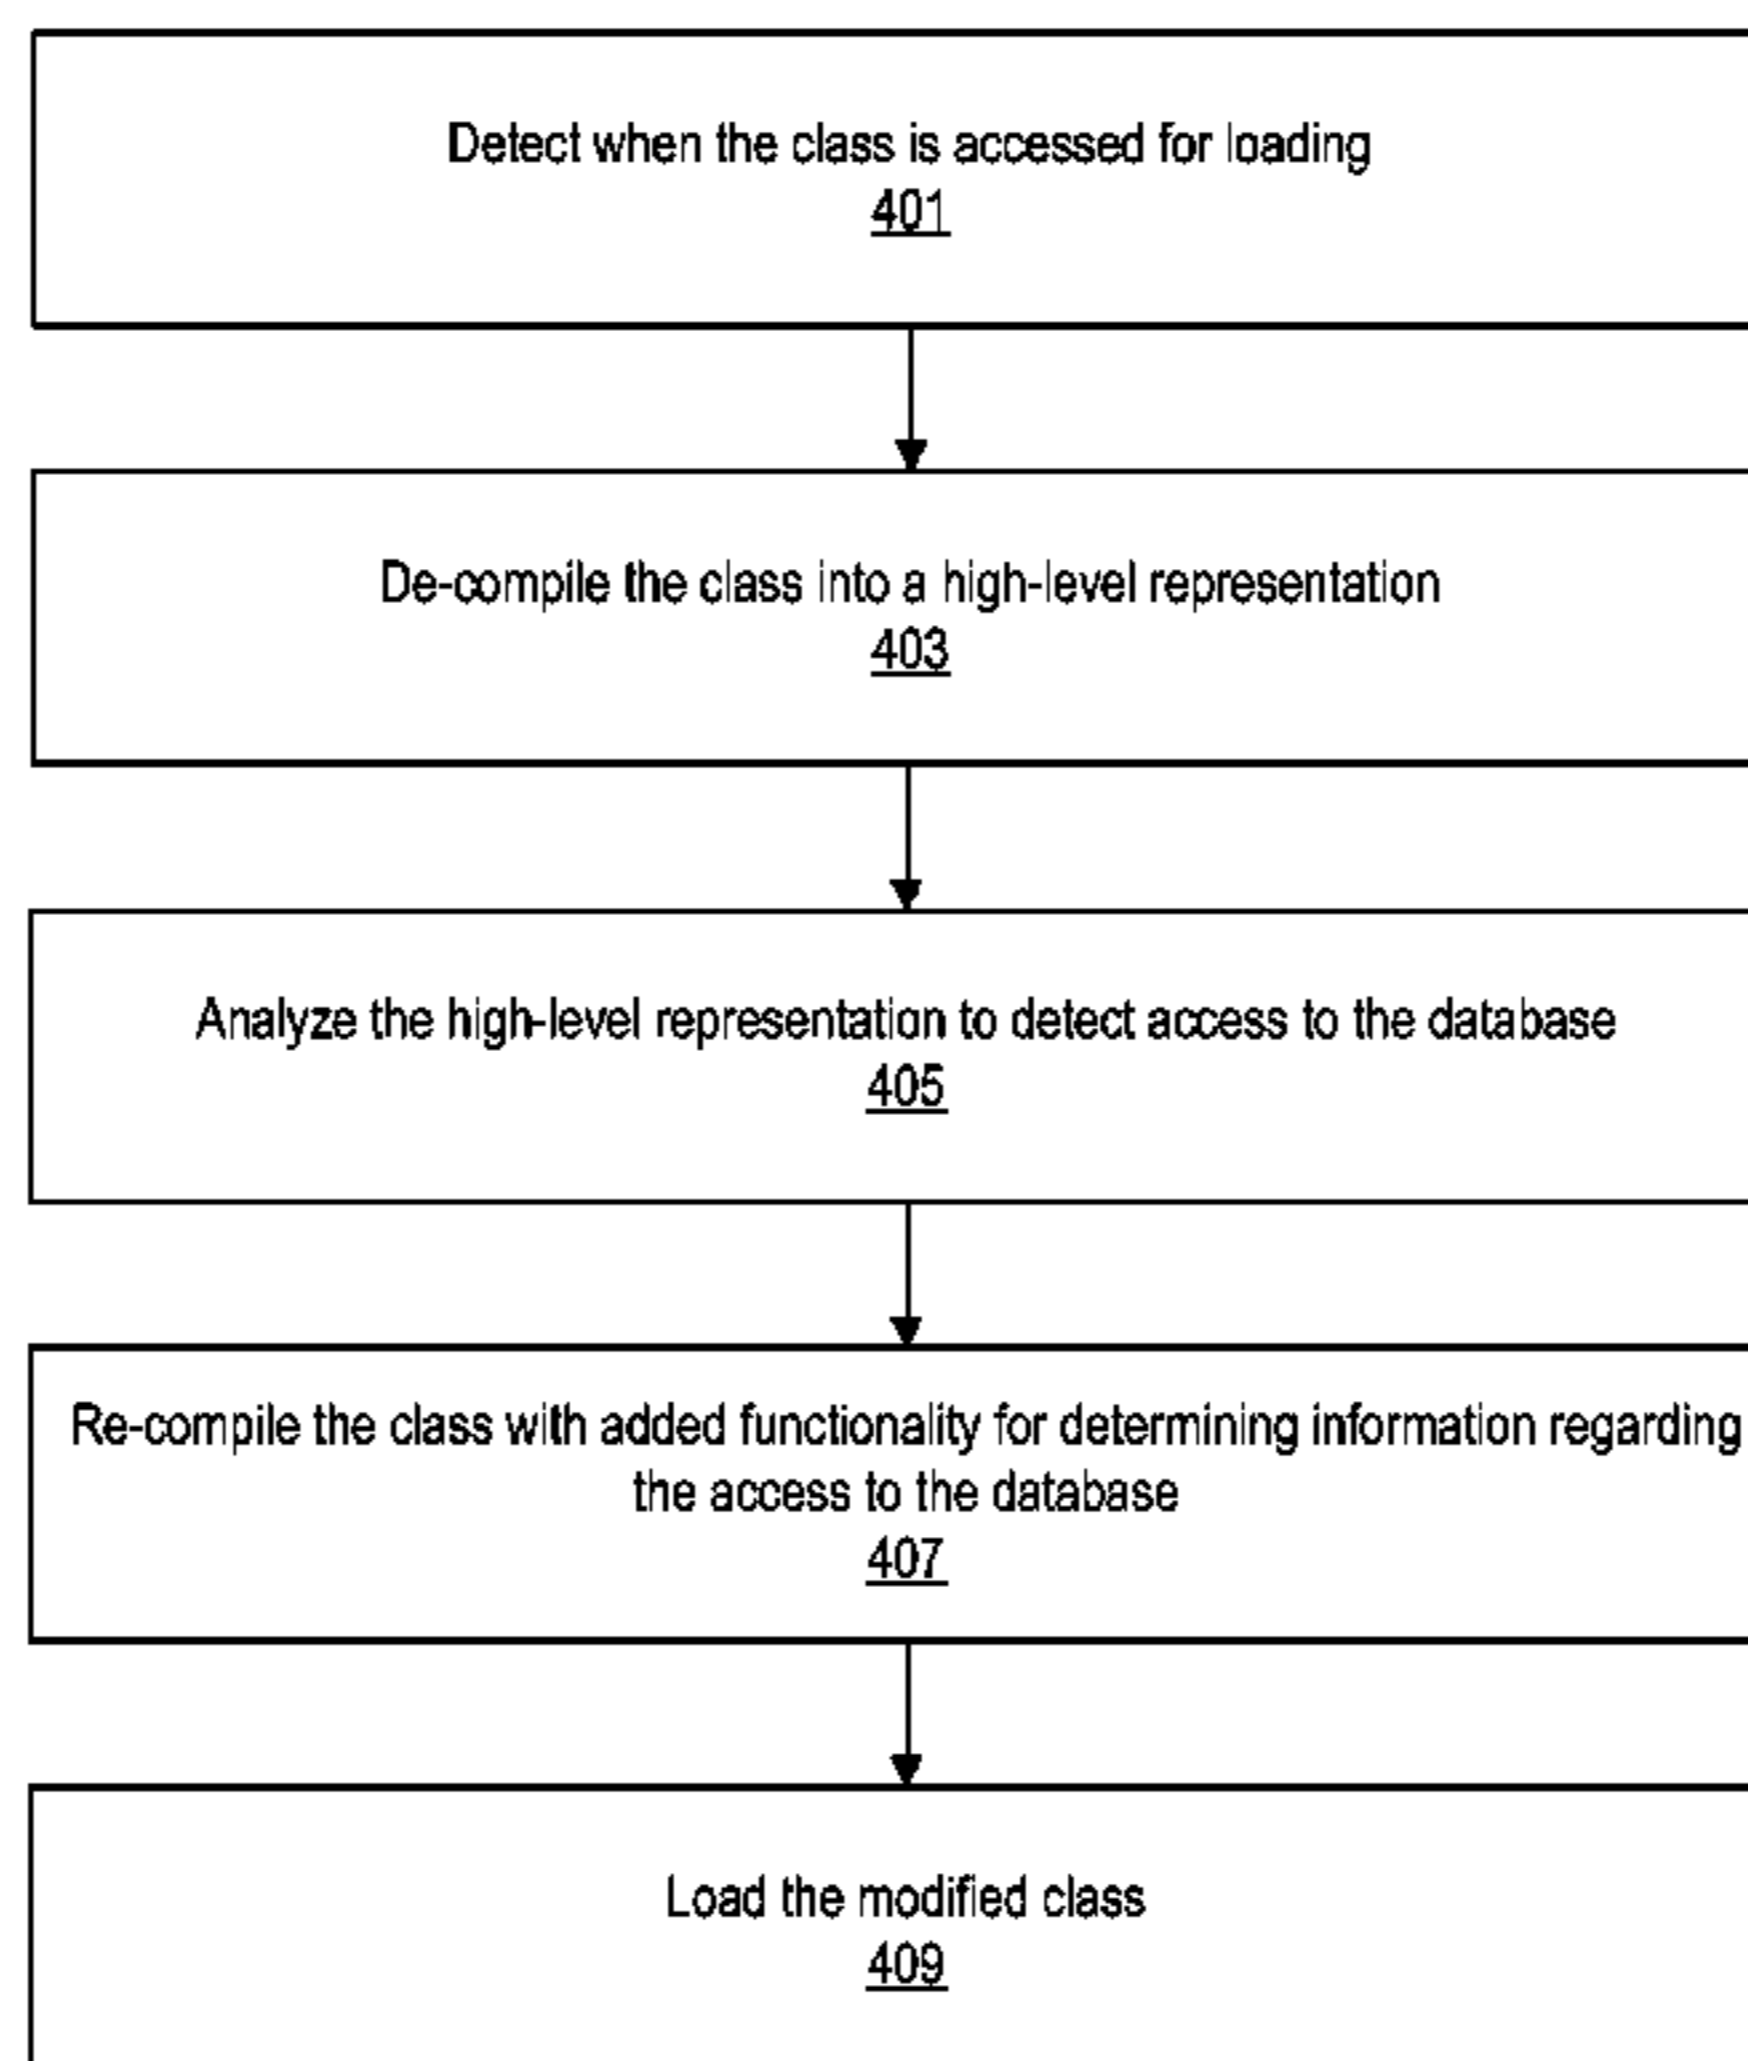 Detect when the class is accessed for loading
401
De-compile the class into a high-level representation
403
Analyze the high-level representation to detect access to the database
405
Re-compile the class with added functionality for determining information regarding
the access to the database
407
Load the modified class
409